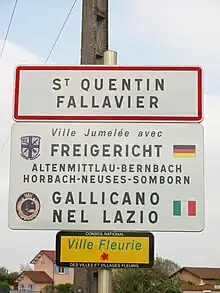 ST QUENTIN
FALLAVIER
Ville Jumelée avec
FREIGERICHT
ALTENMITTLAU-BERNBACH
HORBACH-NEUSES-SOMBORN
GALLICANO
NEL LAZIO
CONSEIL NATIONAL
Ville Fleurie
DES VILLES ET VILLAGES FLEURIS